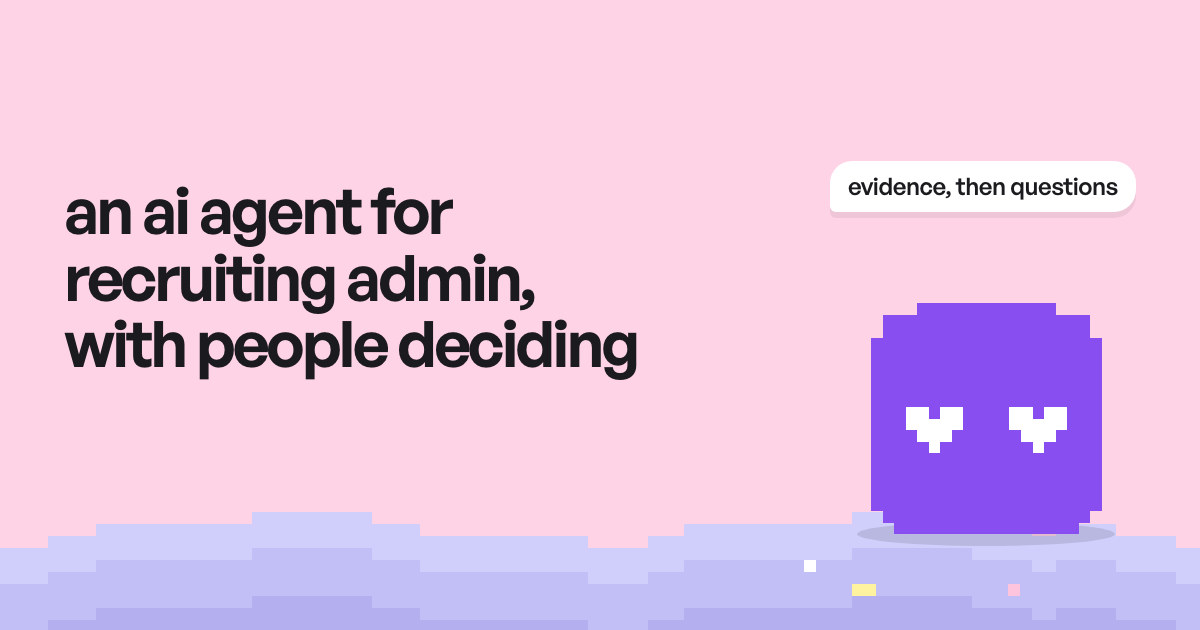 an ai agent for
recruiting admin,
with people deciding
evidence, then questions